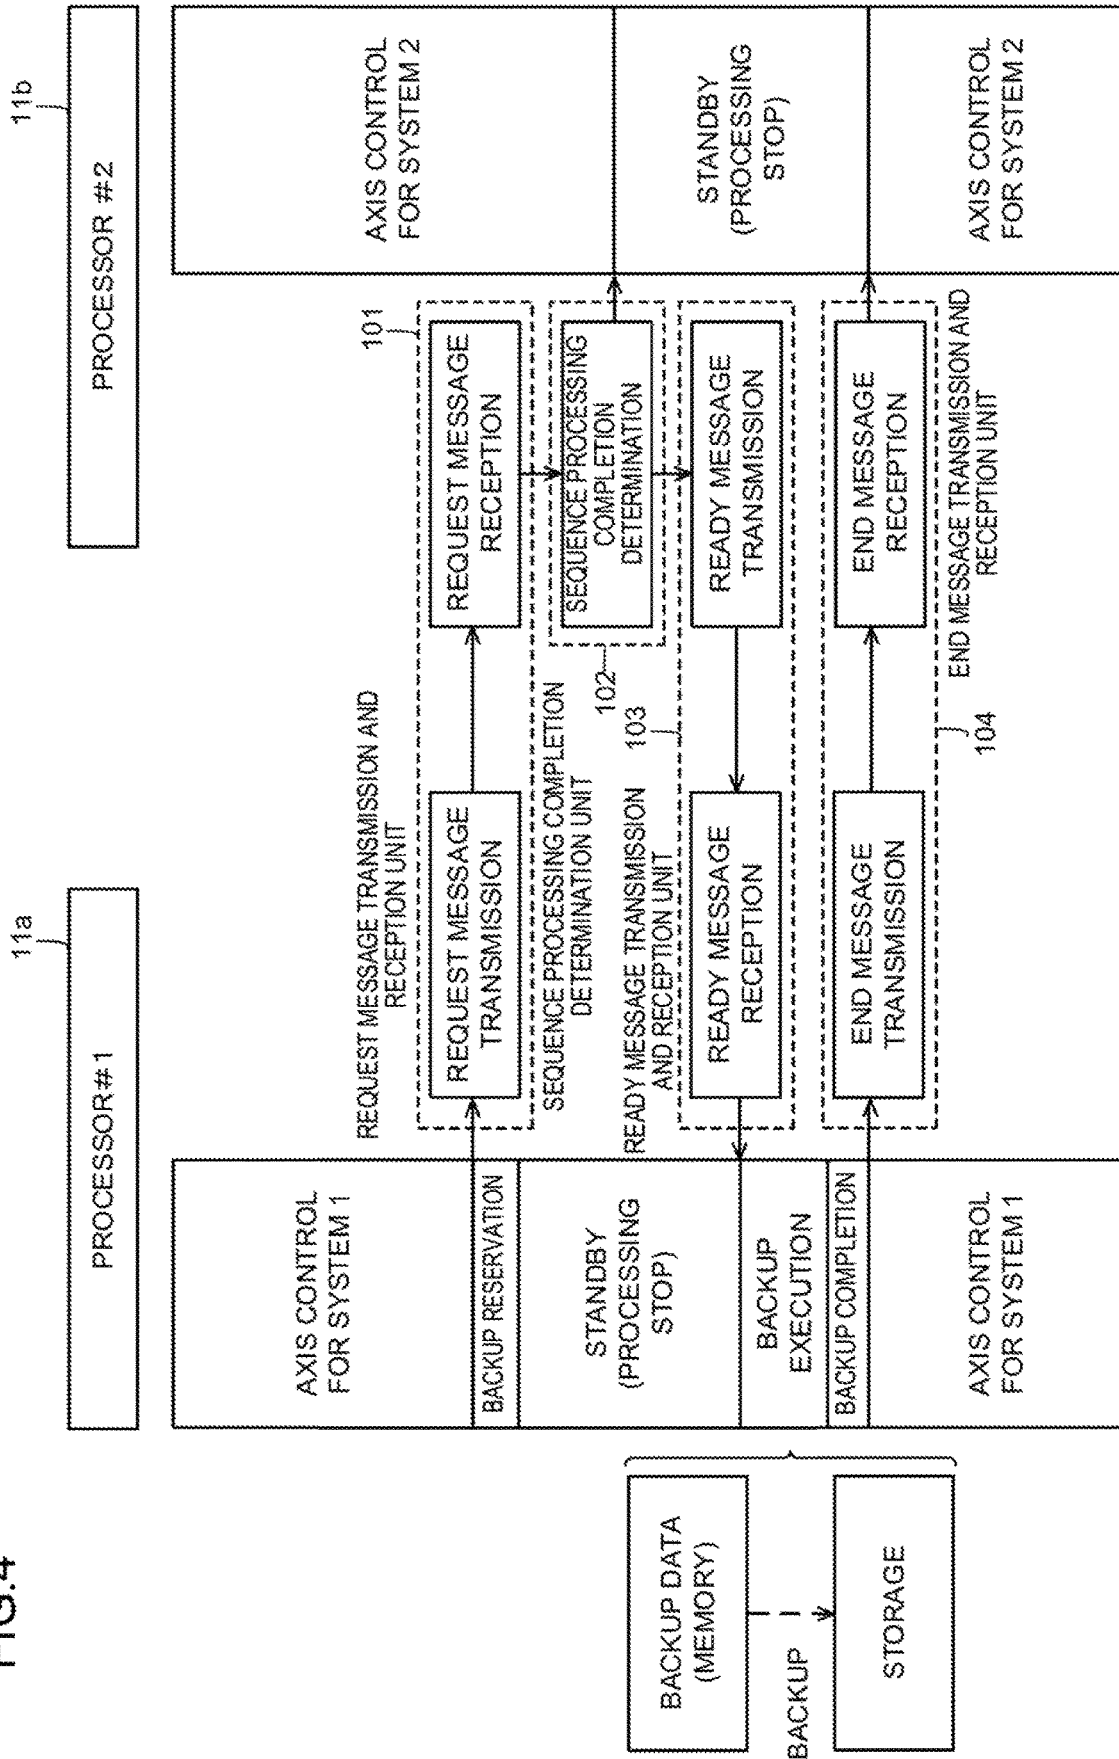 FIG.4
11a
11b
PROCESSOR#1
PROCESSOR #2
AXIS CONTROL
FOR SYSTEM 1
BACKUP RESERVATION
STANDBY
(PROCESSING
STOP)
BACKUP
EXECUTION
BACKUP COMPLETION
AXIS CONTROL
FOR SYSTEM 1
BACKUP DATA
(MEMORY)
BACKUP
STORAGE
REQUEST MESSAGE TRANSMISSION AND
RECEPTION UNIT
101
REQUEST MESSAGE
TRANSMISSION
REQUEST MESSAGE
RECEPTION
SEQUENCE PROCESSING COMPLETION
DETERMINATION UNIT
102
SEQUENCE PROCESSING
COMPLETION
DETERMINATION
READY MESSAGE TRANSMISSION
AND RECEPTION UNIT
103
READY MESSAGE
RECEPTION
READY MESSAGE
TRANSMISSION
END MESSAGE
TRANSMISSION
END MESSAGE
RECEPTION
104
END MESSAGE TRANSMISSION AND
RECEPTION UNIT
AXIS CONTROL
FOR SYSTEM 2
STANDBY
(PROCESSING
STOP)
AXIS CONTROL
FOR SYSTEM 2